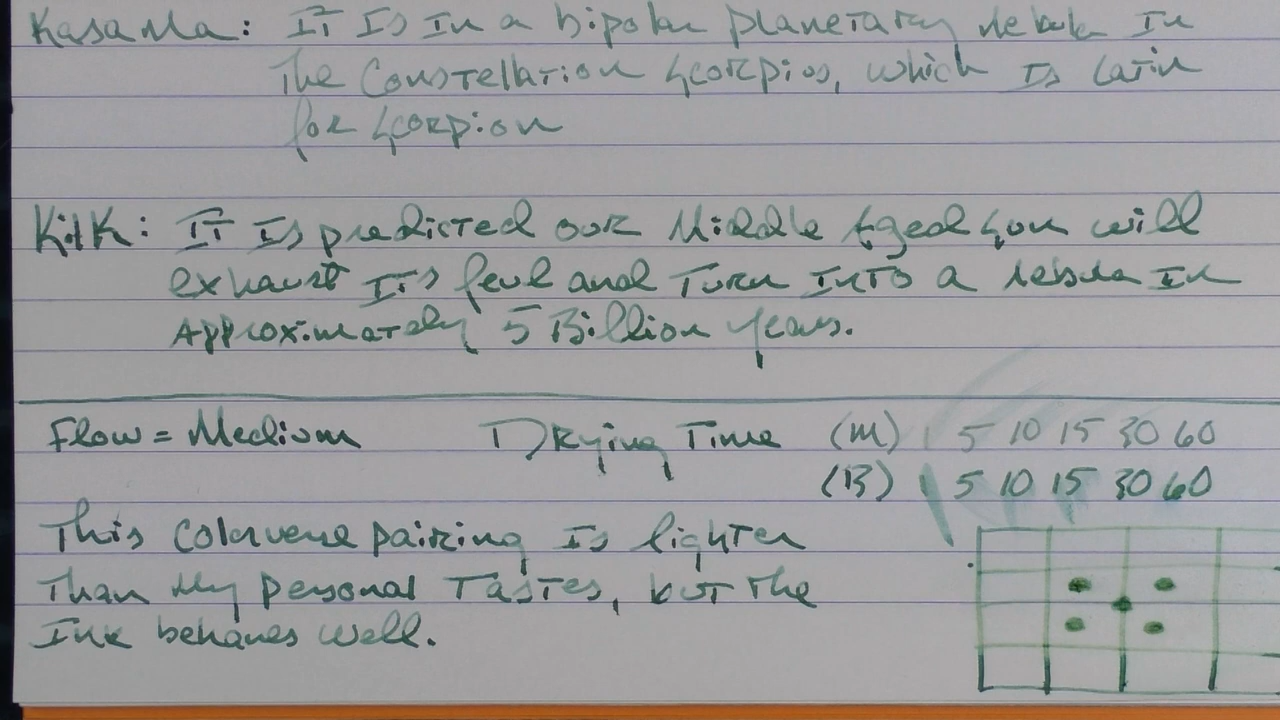 Kasama: It Is In a bipolar planetary nebula In
The Constellation Scorpios, which Is Latin
for Scorpion
KitK: It Is predicted our Middle Aged Sun will
exhaust Its feul and Turn Into a nebula In
Approximately 5 Billion years.
Flow = Medium Drying Time (M) 1 5 10 15 30 60
(B) 1 5 10 15 30 60
This Colorverse pairing Is lighter
Than My personal Tastes, but The
Ink behaves well.